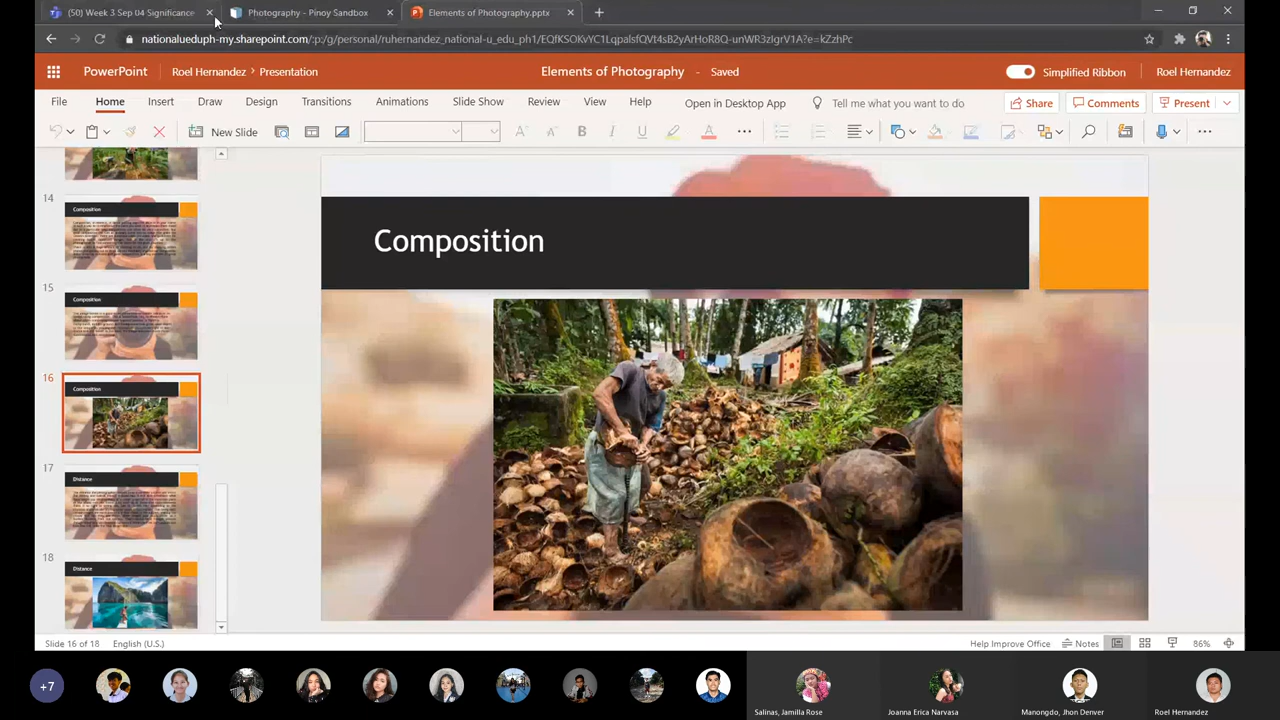 (50) Week 3 Sep 04 Significance
Photography - Pinoy Sandbox
Elements of Photography.pptx
nationalueduph-my.sharepoint.com/:p:/g/personal/ruhernandez_national-u_edu_ph1/EQfKSOKvYC1LqpalsfQVt4sB2yArHoR8Q-unWR3zIgrV1A?e=kZzhPc
PowerPoint
Roel Hernandez > Presentation
Elements of Photography - Saved
Simplified Ribbon
Roel Hernandez
File Home Insert Draw Design Transitions Animations Slide Show Review View Help Open in Desktop App Tell me what you want to do Share Comments Present
New Slide
14
Composition
15
Composition
16
Composition
17
Distance
18
Distance
Composition
Slide 16 of 18 English (U.S.) Help Improve Office Notes 86%
+7
Salinas, Jamilla Rose
Joanna Erica Narvasa
Manongdo, Jhon Denver
Roel Hernandez